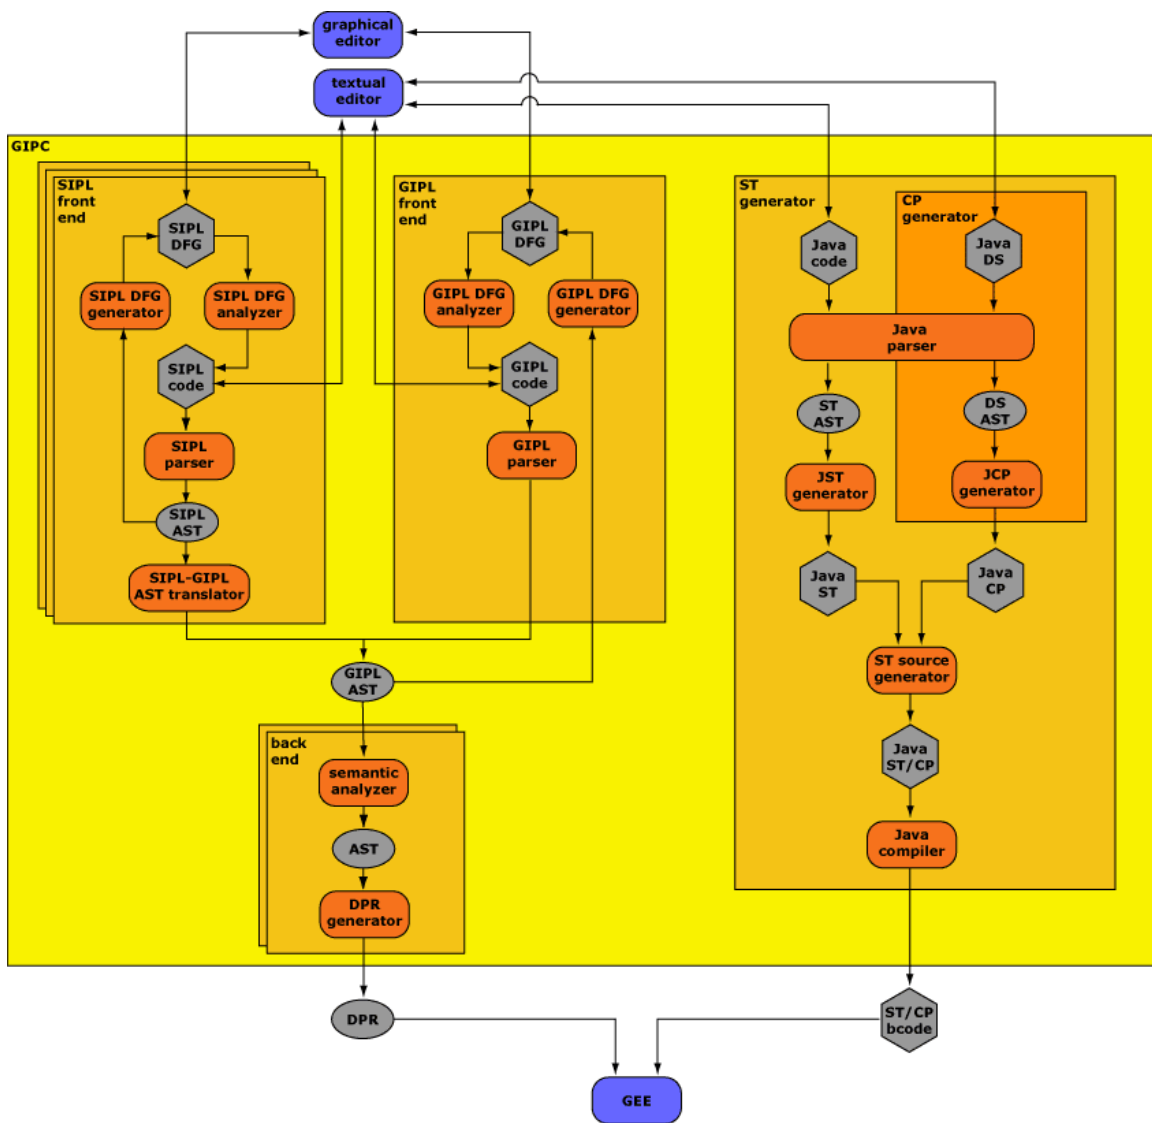 graphical
editor
textual
editor
GIPC
SIPL
front
end
SIPL
DFG
SIPL DFG
generator
SIPL DFG
analyzer
SIPL
code
SIPL
parser
SIPL
AST
SIPL-GIPL
AST translator
GIPL
front
end
GIPL
DFG
GIPL DFG
analyzer
GIPL DFG
generator
GIPL
code
GIPL
parser
GIPL
AST
back
end
semantic
analyzer
AST
DPR
generator
DPR
ST
generator
CP
generator
Java
code
Java
DS
Java
parser
ST
AST
DS
AST
JST
generator
JCP
generator
Java
ST
Java
CP
ST source
generator
Java
ST/CP
Java
compiler
ST/CP
bcode
GEE